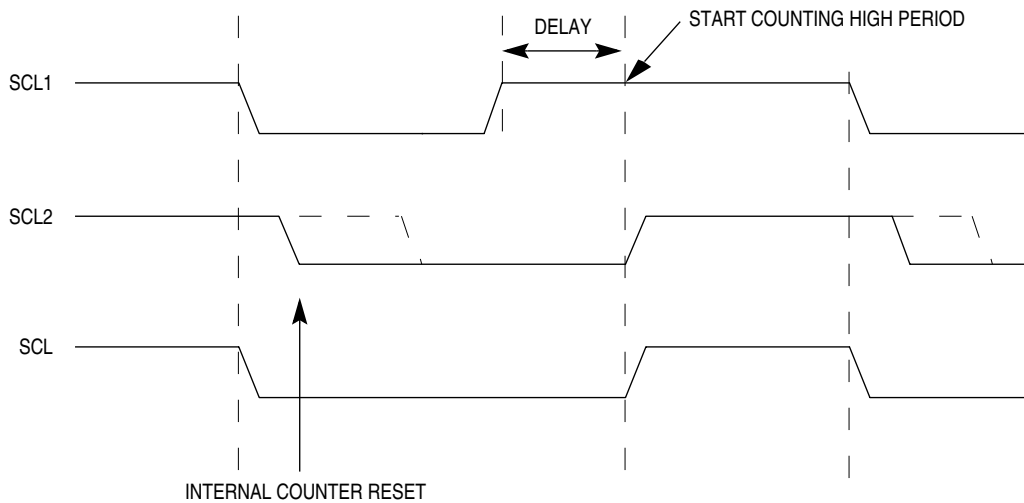 DELAY
START COUNTING HIGH PERIOD
SCL1
SCL2
SCL
INTERNAL COUNTER RESET